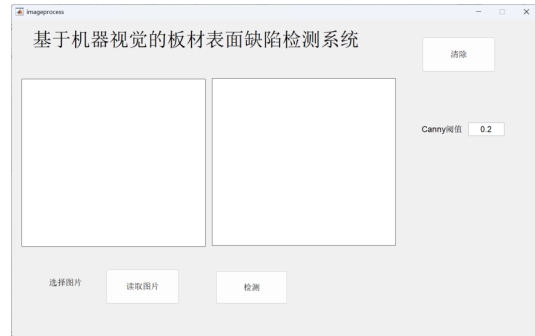 imageprocess
基于机器视觉的板材表面缺陷检测系统
清除
Canny阈值 0.2
选择图片
读取图片
检测